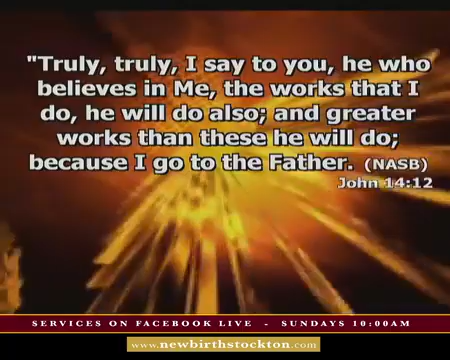 "Truly, truly, I say to you, he who
believes in Me, the works that I
do, he will do also; and greater
works than these he will do;
because I go to the Father. (NASB)
John 14:12
SERVICES ON FACEBOOK LIVE - SUNDAYS 10:00AM
www.newbirthstockton.com